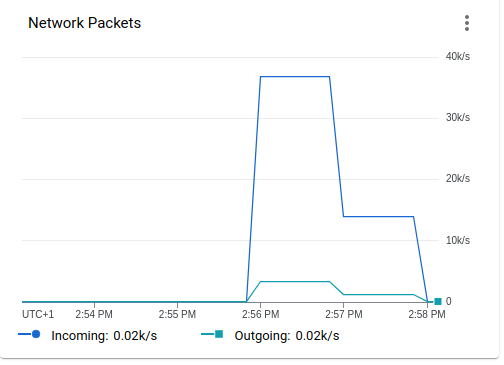 Network Packets
40k/s
30k/s
20k/s
10k/s
0
UTC+1 2:54 PM 2:55 PM 2:56 PM 2:57 PM 2:58 PM
Incoming: 0.02k/s Outgoing: 0.02k/s